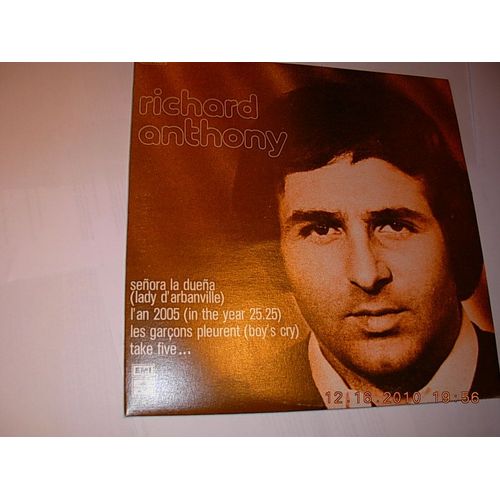 richard
anthony
señora la dueña
(lady d'arbanville)
l'an 2005 (in the year 25.25)
les garçons pleurent (boy's cry)
take five...
EMI
12.16.2010 19:56